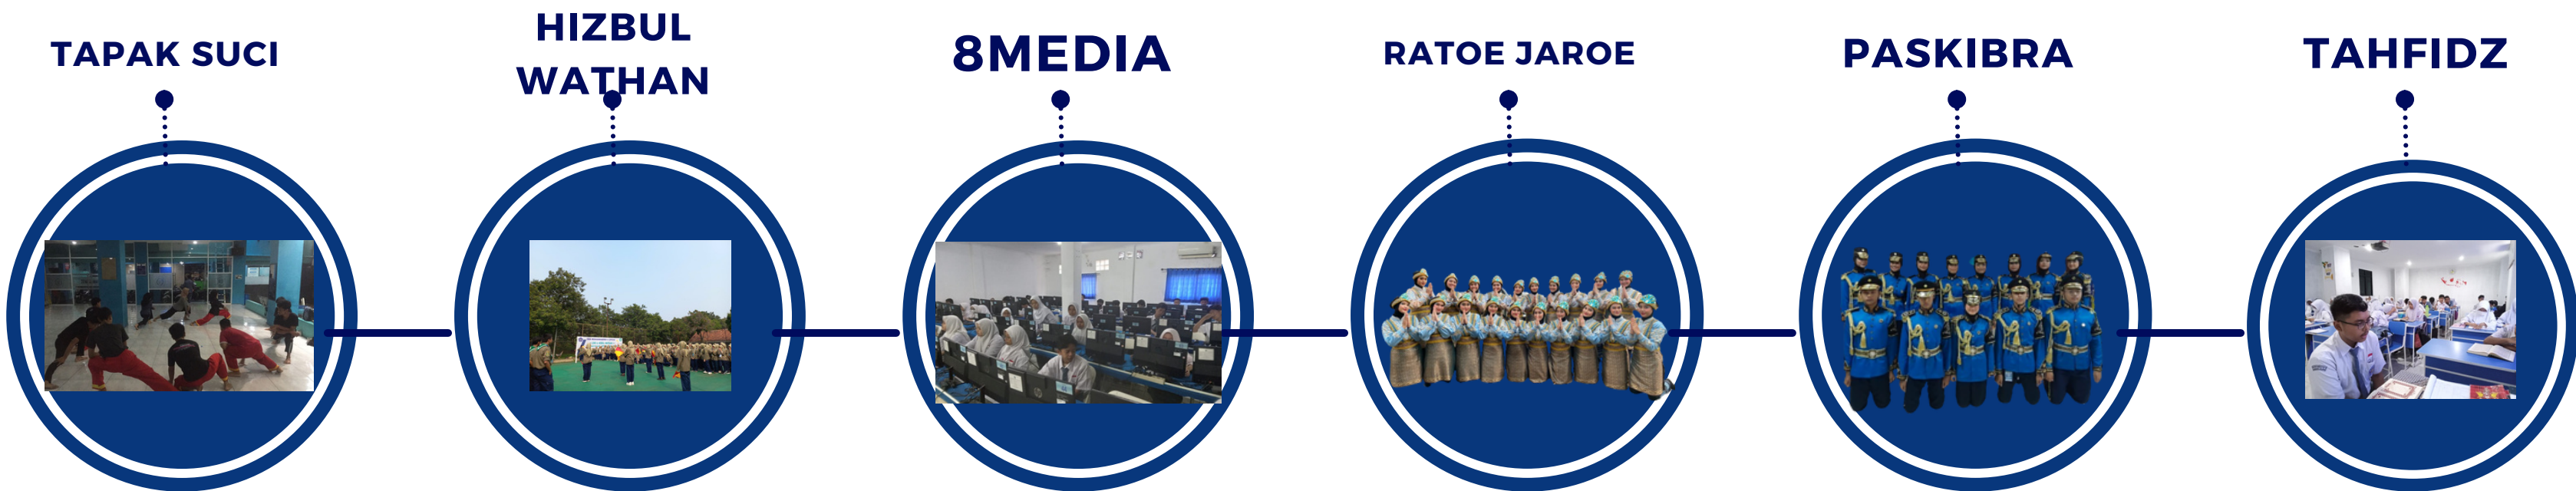 TAPAK SUCI
HIZBUL
WATHAN
8MEDIA
RATOE JAROE
PASKIBRA
TAHFIDZ